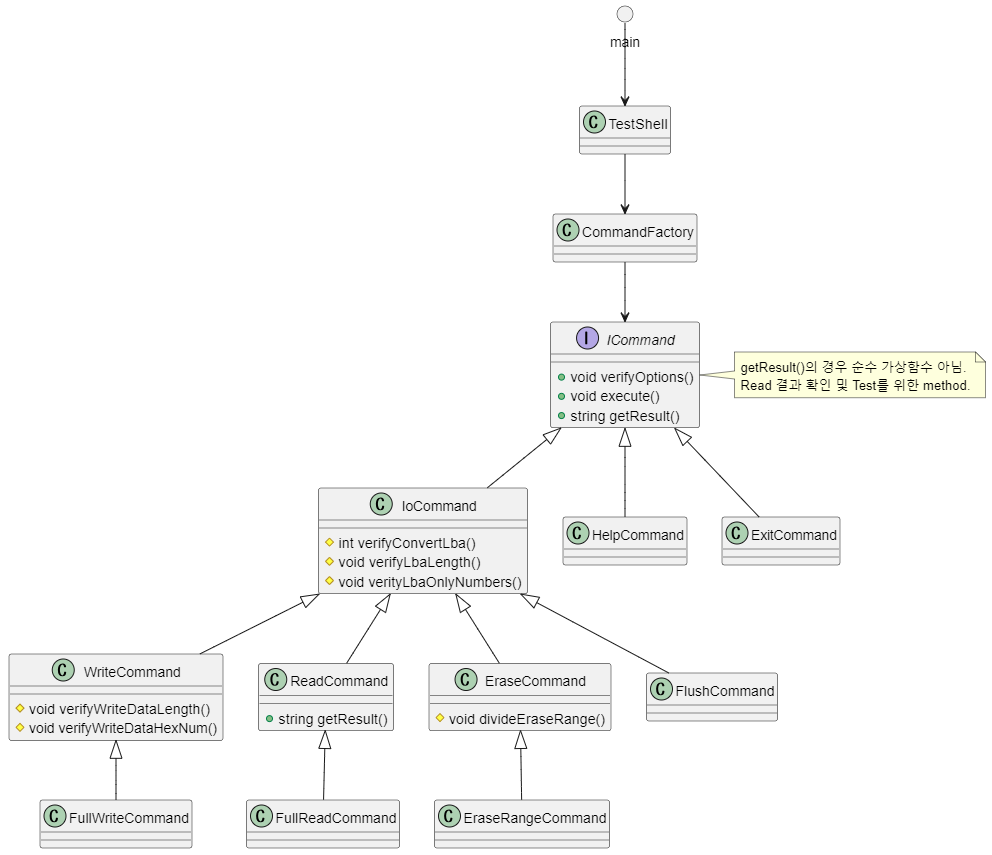 main
C TestShell
C CommandFactory
I ICommand
void verifyOptions()
void execute()
string getResult()
getResult()의 경우 순수 가상함수 아님.
Read 결과 확인 및 Test를 위한 method.
C IoCommand
int verifyConvertLba()
void verifyLbaLength()
void verityLbaOnlyNumbers()
C HelpCommand
C ExitCommand
C WriteCommand
void verifyWriteDataLength()
void verifyWriteDataHexNum()
C ReadCommand
string getResult()
C EraseCommand
void divideEraseRange()
C FlushCommand
C FullWriteCommand
C FullReadCommand
C EraseRangeCommand